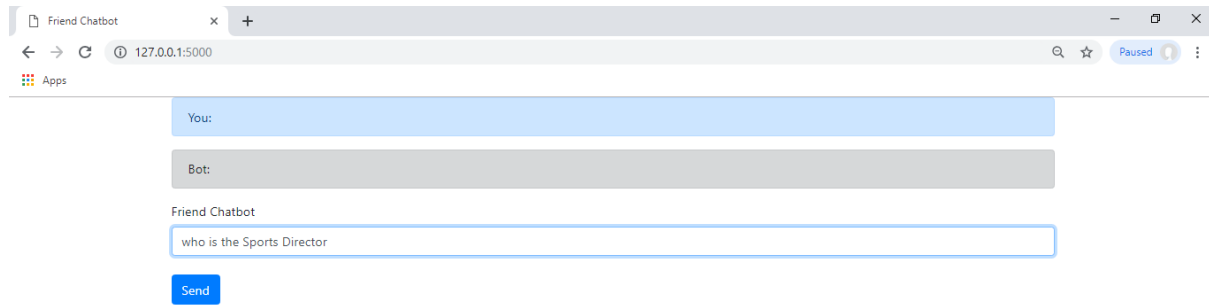 Friend Chatbot
127.0.0.1:5000
Paused
Apps
You:
Bot:
Friend Chatbot
who is the Sports Director
Send